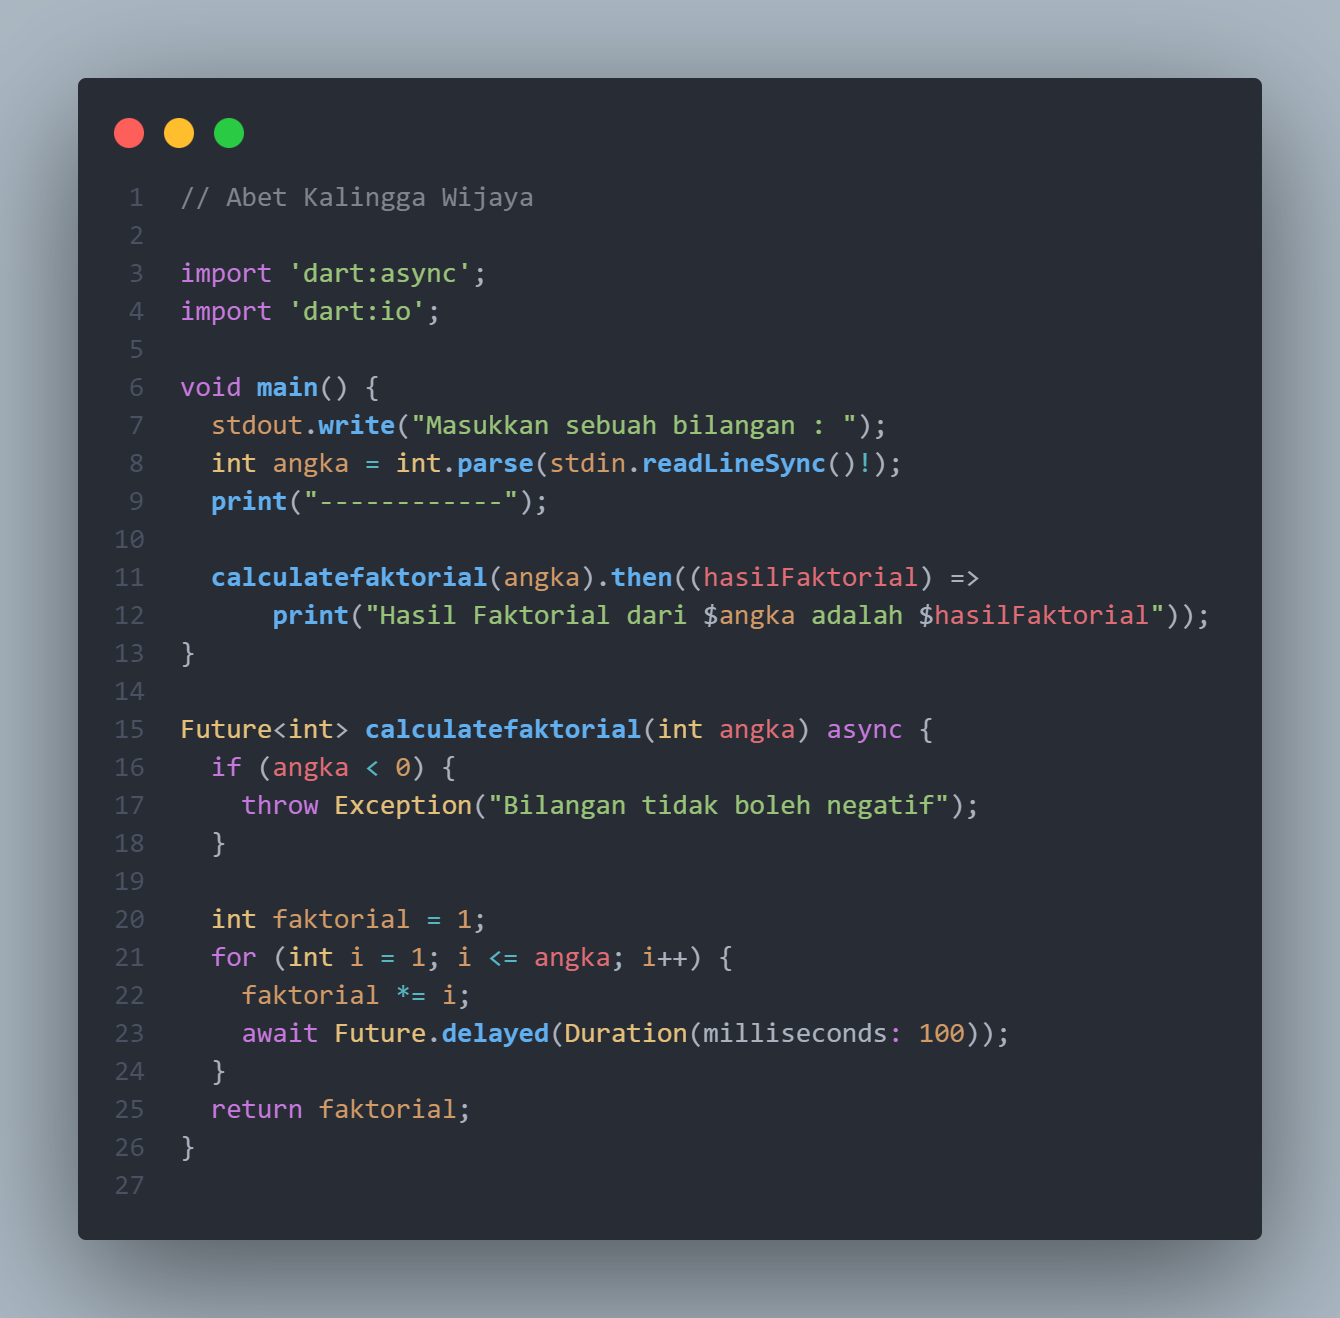 1 // Abet Kalingga Wijaya
2
3 import 'dart:async';
4 import 'dart:io';
5
6 void main() {
7   stdout.write("Masukkan sebuah bilangan : ");
8   int angka = int.parse(stdin.readLineSync()!);
9   print("------------");
10
11   calculatefaktorial(angka).then((hasilFaktorial) =>
12       print("Hasil Faktorial dari $angka adalah $hasilFaktorial"));
13 }
14
15 Future<int> calculatefaktorial(int angka) async {
16   if (angka < 0) {
17     throw Exception("Bilangan tidak boleh negatif");
18   }
19
20   int faktorial = 1;
21   for (int i = 1; i <= angka; i++) {
22     faktorial *= i;
23     await Future.delayed(Duration(milliseconds: 100));
24   }
25   return faktorial;
26 }
27